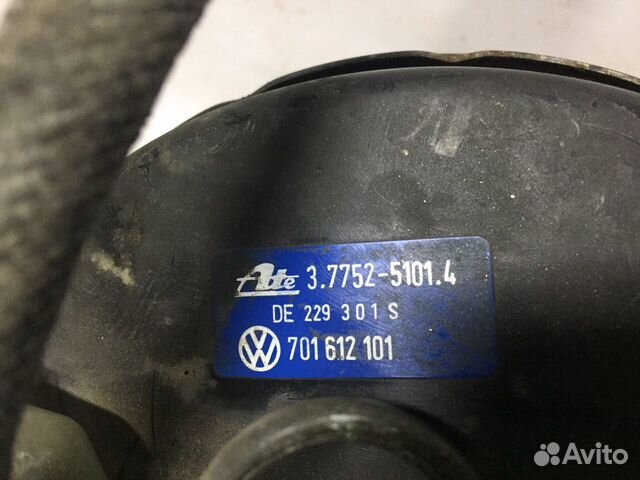 Ate 3.7752-5101.4
DE 229 301 S
VW 701 612 101
Avito